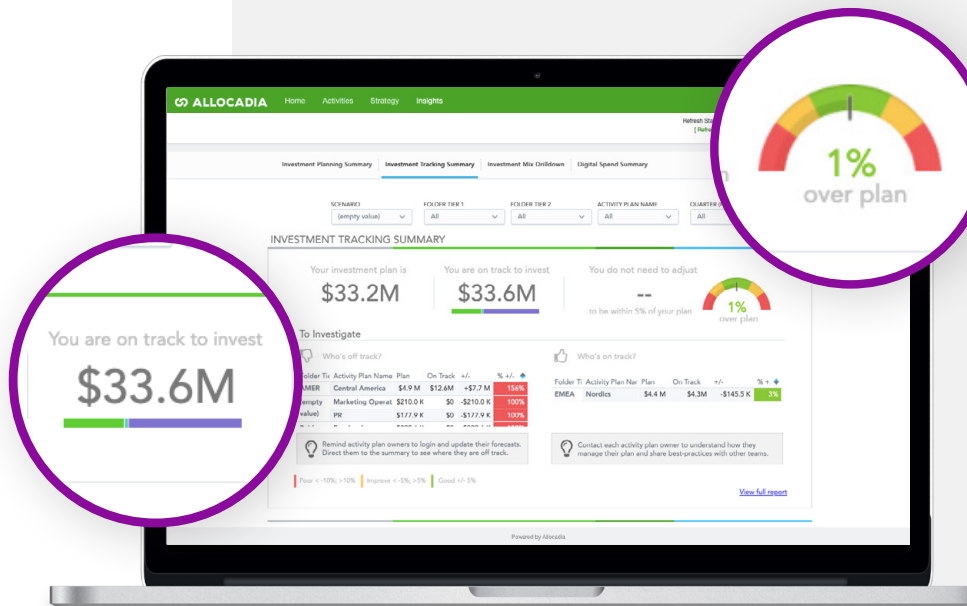 ALLOCADIA Home Activities Strategy Insights
Investment Planning Summary Investment Tracking Summary Investment Mix Drilldown Digital Spend Summary
SCENARIO FOLDER TIER 1 FOLDER TIER 2 ACTIVITY PLAN NAME
(empty value) All All All All
INVESTMENT TRACKING SUMMARY
Your investment plan is You are on track to invest You do not need to adjust
$33.2M $33.6M --
to be within 5% of your plan
1%
over plan
1%
over plan
You are on track to invest
$33.6M
To Investigate
Who's off track? Who's on track?
Activity Plan Name Plan On Track +/- % +/-
AMER Central America $4.9 M $12.6M +$7.7 M 156%
(empty Marketing Operat $210.0 K $0 -$210.0 K 100%
value) PR $177.9 K $0 -$177.9 K 100%
Folder Ti Activity Plan Nar Plan On Track +/- % +
EMEA Nordics $4.4 M $4.3M -$145.5 K 3%
Remind activity plan owners to login and update their forecasts.
Direct them to the summary to see where they are off track.
Contact each activity plan owner to understand how they
manage their plan and share best-practices with other teams.
Poor < -10%; >10% Improve < -5%; >5% Good +/- 5%
View full report
Powered by Allocadia